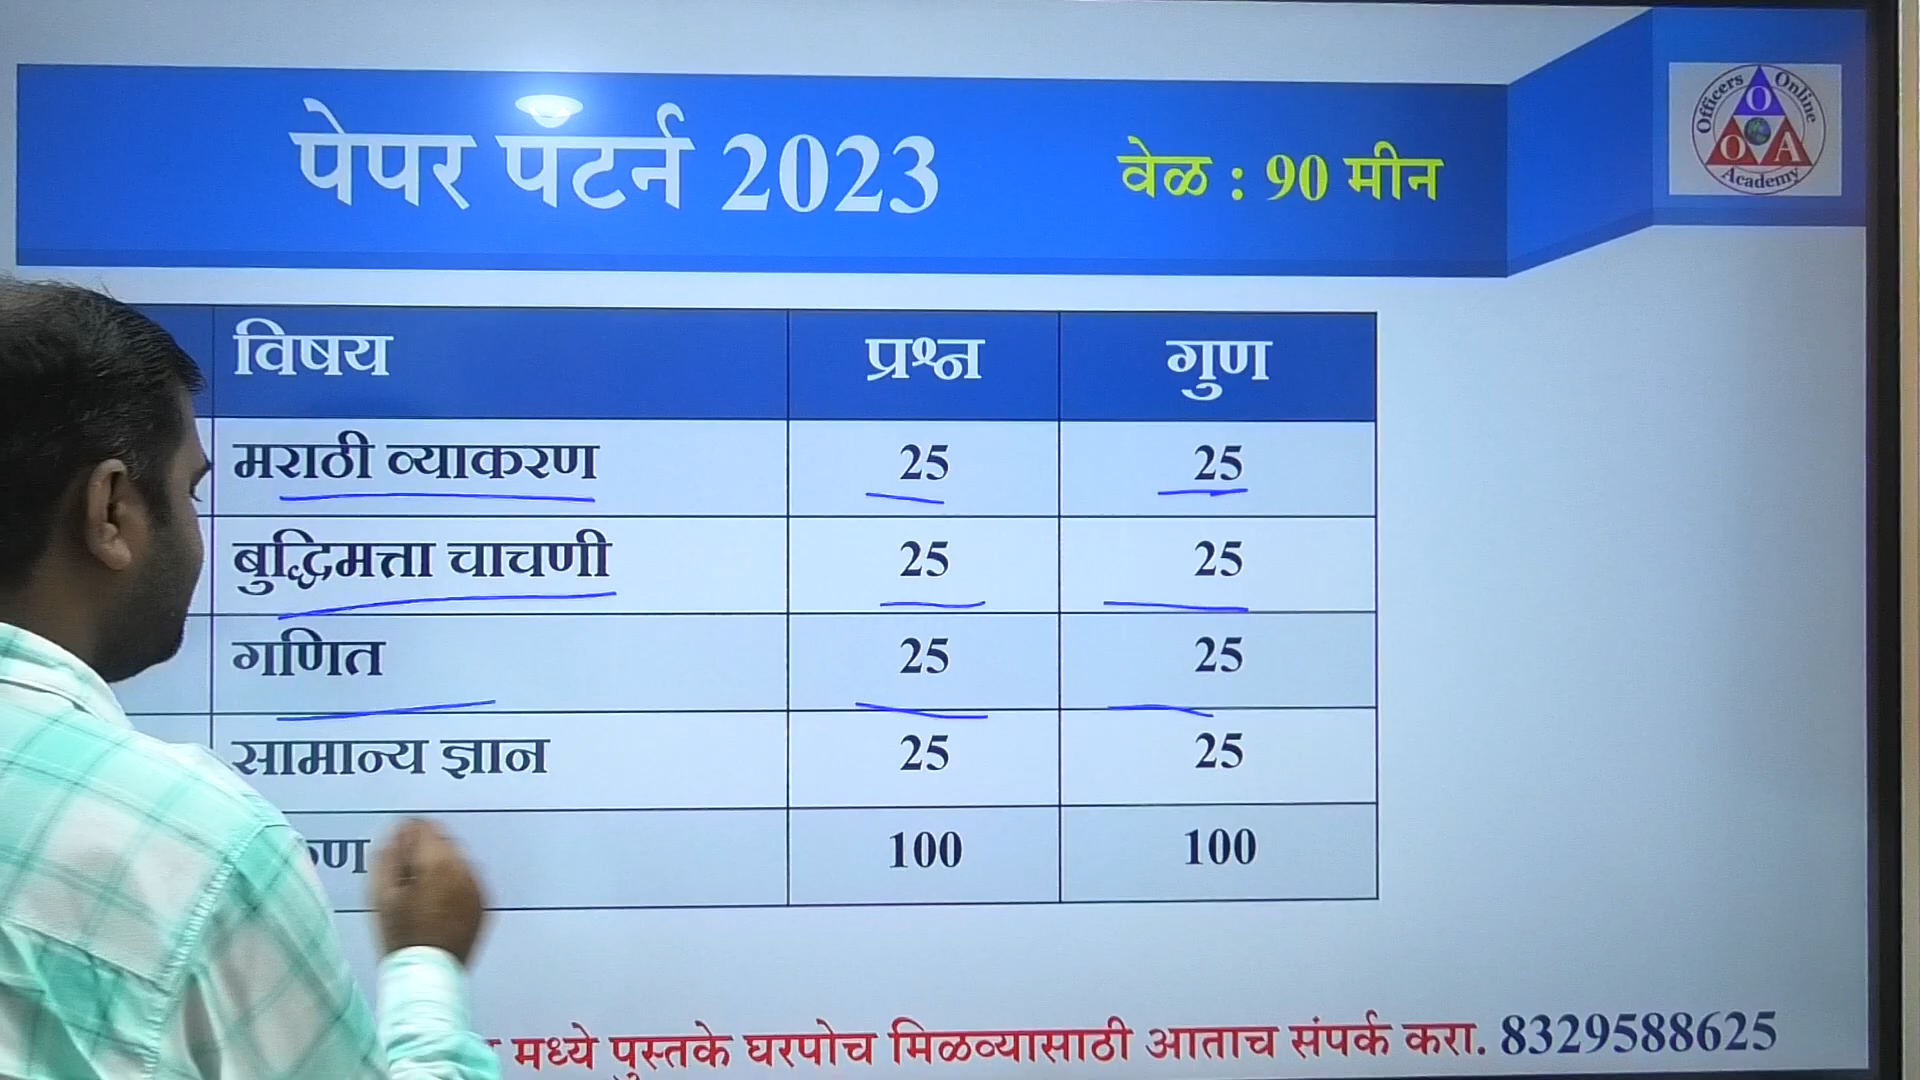 पेपर पॅटर्न 2023
वेळ : 90 मीन
Officers Online Academy
O O A
विषय प्रश्न गुण
मराठी व्याकरण 25 25
बुद्धिमत्ता चाचणी 25 25
गणित 25 25
सामान्य ज्ञान 25 25
100 100
मध्ये पुस्तके घरपोच मिळव्यासाठी आताच संपर्क करा. 8329588625